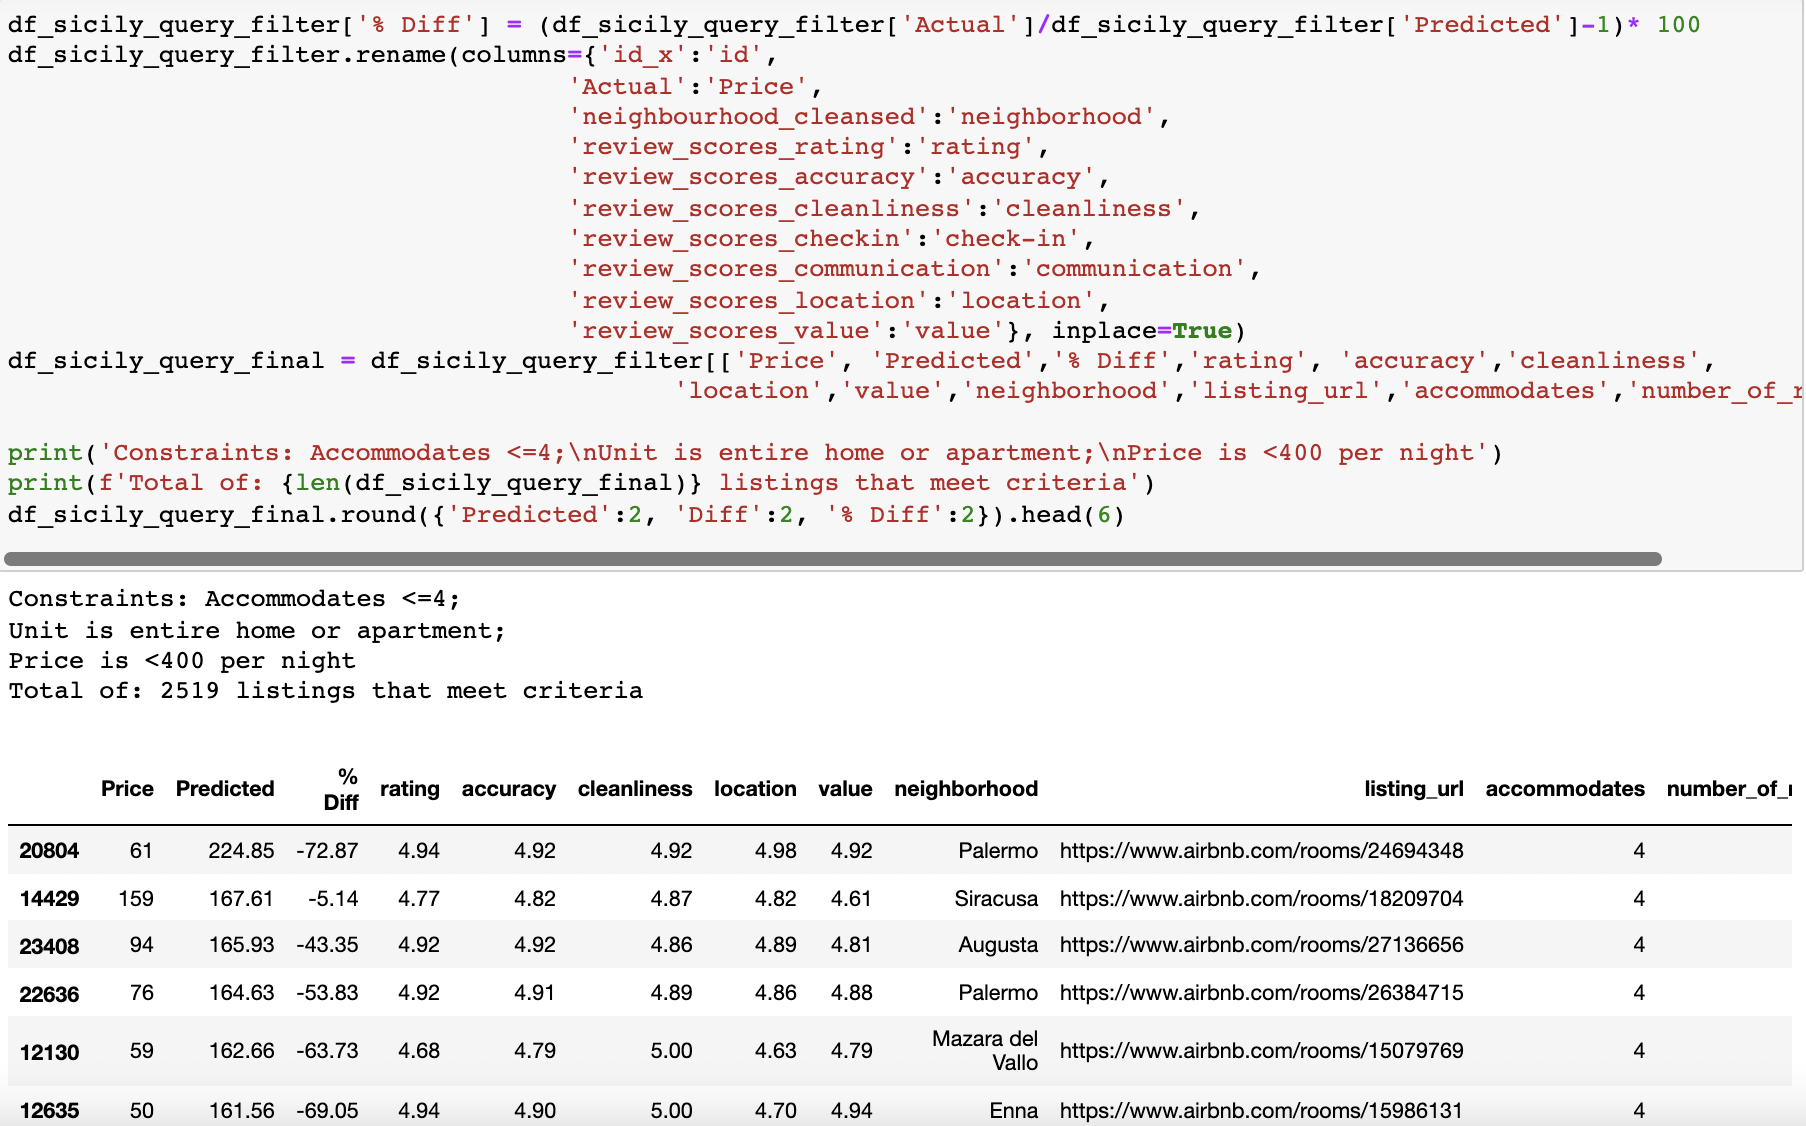 df_sicily_query_filter['% Diff'] = (df_sicily_query_filter['Actual']/df_sicily_query_filter['Predicted']-1)* 100
df_sicily_query_filter.rename(columns={'id_x':'id',
'Actual':'Price',
'neighbourhood_cleansed':'neighborhood',
'review_scores_rating':'rating',
'review_scores_accuracy':'accuracy',
'review_scores_cleanliness':'cleanliness',
'review_scores_checkin':'check-in',
'review_scores_communication':'communication',
'review_scores_location':'location',
'review_scores_value':'value'}, inplace=True)
df_sicily_query_final = df_sicily_query_filter[['Price', 'Predicted','% Diff','rating', 'accuracy','cleanliness',
'location','value','neighborhood','listing_url','accommodates','number_of_r
print('Constraints: Accommodates <=4;\nUnit is entire home or apartment;\nPrice is <400 per night')
print(f'Total of: {len(df_sicily_query_final)} listings that meet criteria')
df_sicily_query_final.round({'Predicted':2, 'Diff':2, '% Diff':2}).head(6)
Constraints: Accommodates <=4;
Unit is entire home or apartment;
Price is <400 per night
Total of: 2519 listings that meet criteria
Price Predicted % Diff rating accuracy cleanliness location value neighborhood listing_url accommodates number_of_r
20804 61 224.85 -72.87 4.94 4.92 4.92 4.98 4.92 Palermo https://www.airbnb.com/rooms/24694348 4
14429 159 167.61 -5.14 4.77 4.82 4.87 4.82 4.61 Siracusa https://www.airbnb.com/rooms/18209704 4
23408 94 165.93 -43.35 4.92 4.92 4.86 4.89 4.81 Augusta https://www.airbnb.com/rooms/27136656 4
22636 76 164.63 -53.83 4.92 4.91 4.89 4.86 4.88 Palermo https://www.airbnb.com/rooms/26384715 4
12130 59 162.66 -63.73 4.68 4.79 5.00 4.63 4.79 Mazara del Vallo https://www.airbnb.com/rooms/15079769 4
12635 50 161.56 -69.05 4.94 4.90 5.00 4.70 4.94 Enna https://www.airbnb.com/rooms/15986131 4